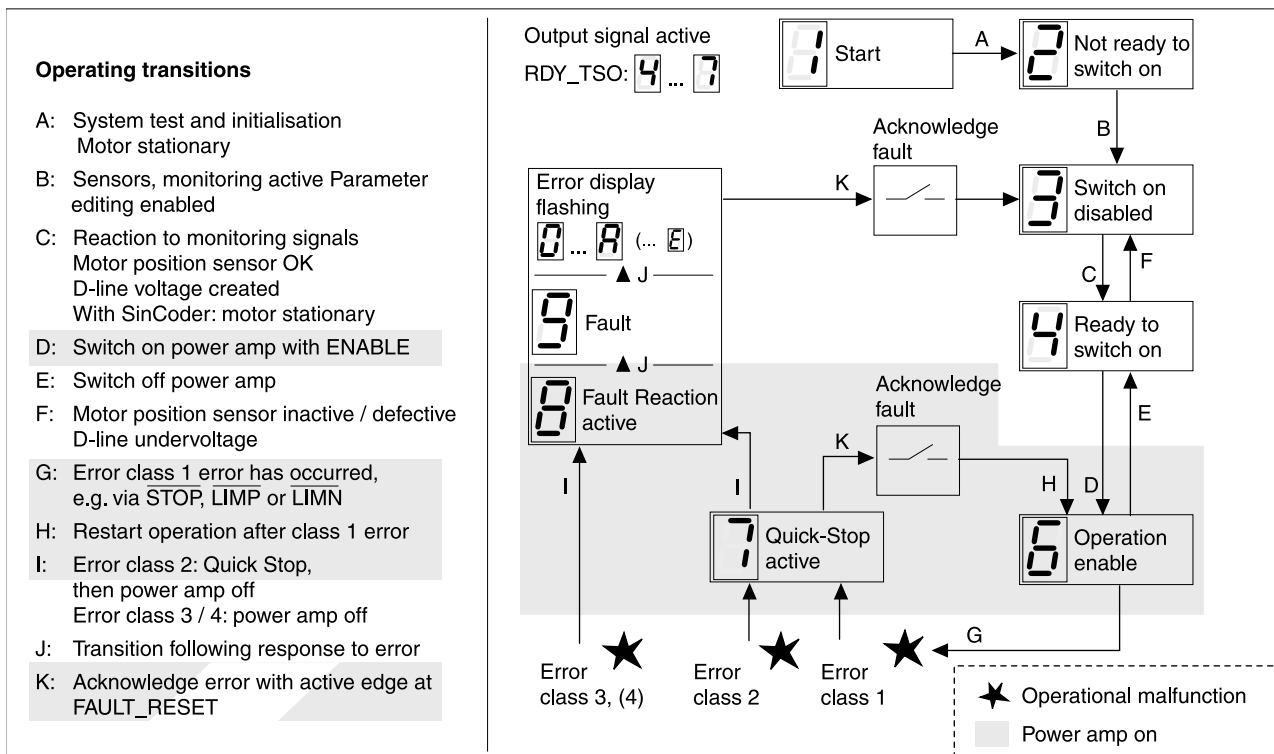 Operating transitions
A: System test and initialisation
Motor stationary
B: Sensors, monitoring active Parameter
editing enabled
C: Reaction to monitoring signals
Motor position sensor OK
D-line voltage created
With SinCoder: motor stationary
D: Switch on power amp with ENABLE
E: Switch off power amp
F: Motor position sensor inactive / defective
D-line undervoltage
G: Error class 1 error has occurred,
e.g. via STOP, LIMP or LIMN
H: Restart operation after class 1 error
I: Error class 2: Quick Stop,
then power amp off
Error class 3 / 4: power amp off
J: Transition following response to error
K: Acknowledge error with active edge at
FAULT_RESET
Output signal active
RDY_TSO: 4 ... 7
1 Start
A
2 Not ready to
switch on
B
Acknowledge
fault
K
3 Switch on
disabled
Error display
flashing
0 ... A (... E)
J
9 Fault
J
8 Fault Reaction
active
C
F
4 Ready to
switch on
Acknowledge
fault
K
E
I
I
H
D
7 Quick-Stop
active
6 Operation
enable
G
Error
class 3, (4)
Error
class 2
Error
class 1
Operational malfunction
Power amp on